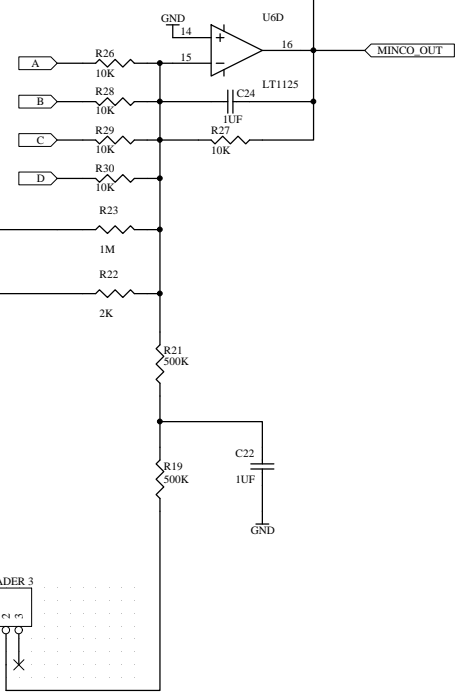 U6D
GND
14
+
16
MINCO_OUT
15
-
LT1125
A
R26
10K
B
R28
10K
C24
1UF
C
R29
10K
R27
10K
D
R30
10K
R23
1M
R22
2K
R21
500K
R19
500K
C22
1UF
GND
ADER 3
2
3